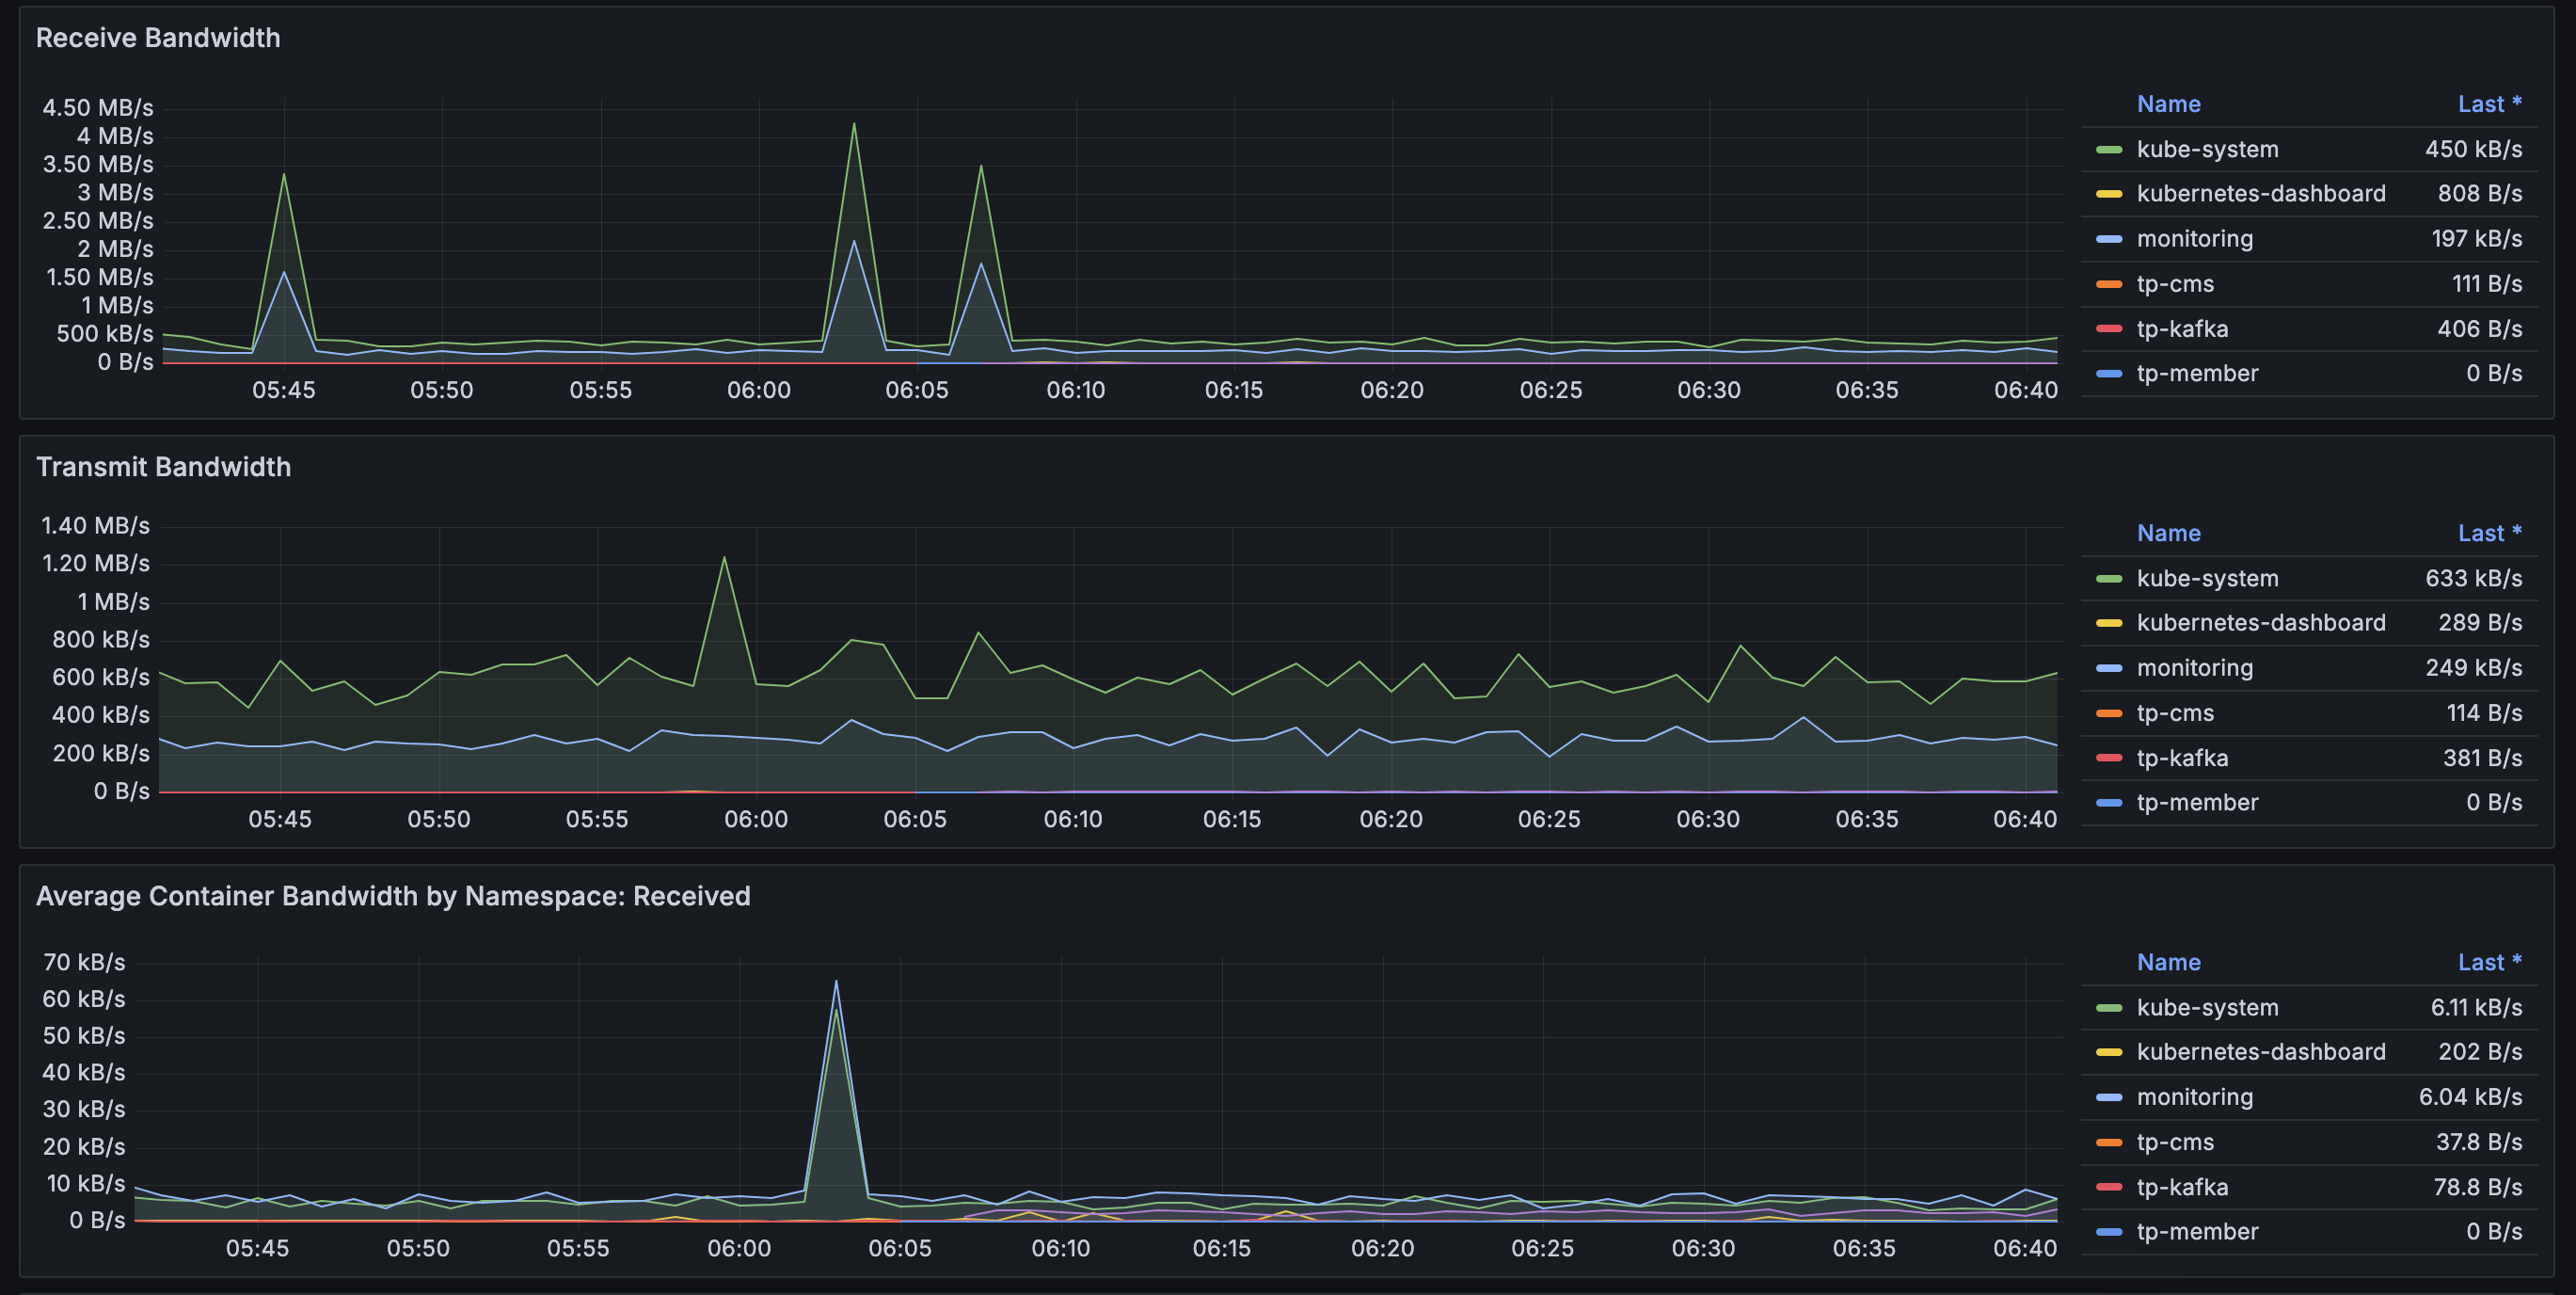 Receive Bandwidth
4.50 MB/s
4 MB/s
3.50 MB/s
3 MB/s
2.50 MB/s
2 MB/s
1.50 MB/s
1 MB/s
500 kB/s
0 B/s
05:45 05:50 05:55 06:00 06:05 06:10 06:15 06:20 06:25 06:30 06:35 06:40
Name Last *
kube-system 450 kB/s
kubernetes-dashboard 808 B/s
monitoring 197 kB/s
tp-cms 111 B/s
tp-kafka 406 B/s
tp-member 0 B/s
Transmit Bandwidth
1.40 MB/s
1.20 MB/s
1 MB/s
800 kB/s
600 kB/s
400 kB/s
200 kB/s
0 B/s
05:45 05:50 05:55 06:00 06:05 06:10 06:15 06:20 06:25 06:30 06:35 06:40
Name Last *
kube-system 633 kB/s
kubernetes-dashboard 289 B/s
monitoring 249 kB/s
tp-cms 114 B/s
tp-kafka 381 B/s
tp-member 0 B/s
Average Container Bandwidth by Namespace: Received
70 kB/s
60 kB/s
50 kB/s
40 kB/s
30 kB/s
20 kB/s
10 kB/s
0 B/s
05:45 05:50 05:55 06:00 06:05 06:10 06:15 06:20 06:25 06:30 06:35 06:40
Name Last *
kube-system 6.11 kB/s
kubernetes-dashboard 202 B/s
monitoring 6.04 kB/s
tp-cms 37.8 B/s
tp-kafka 78.8 B/s
tp-member 0 B/s